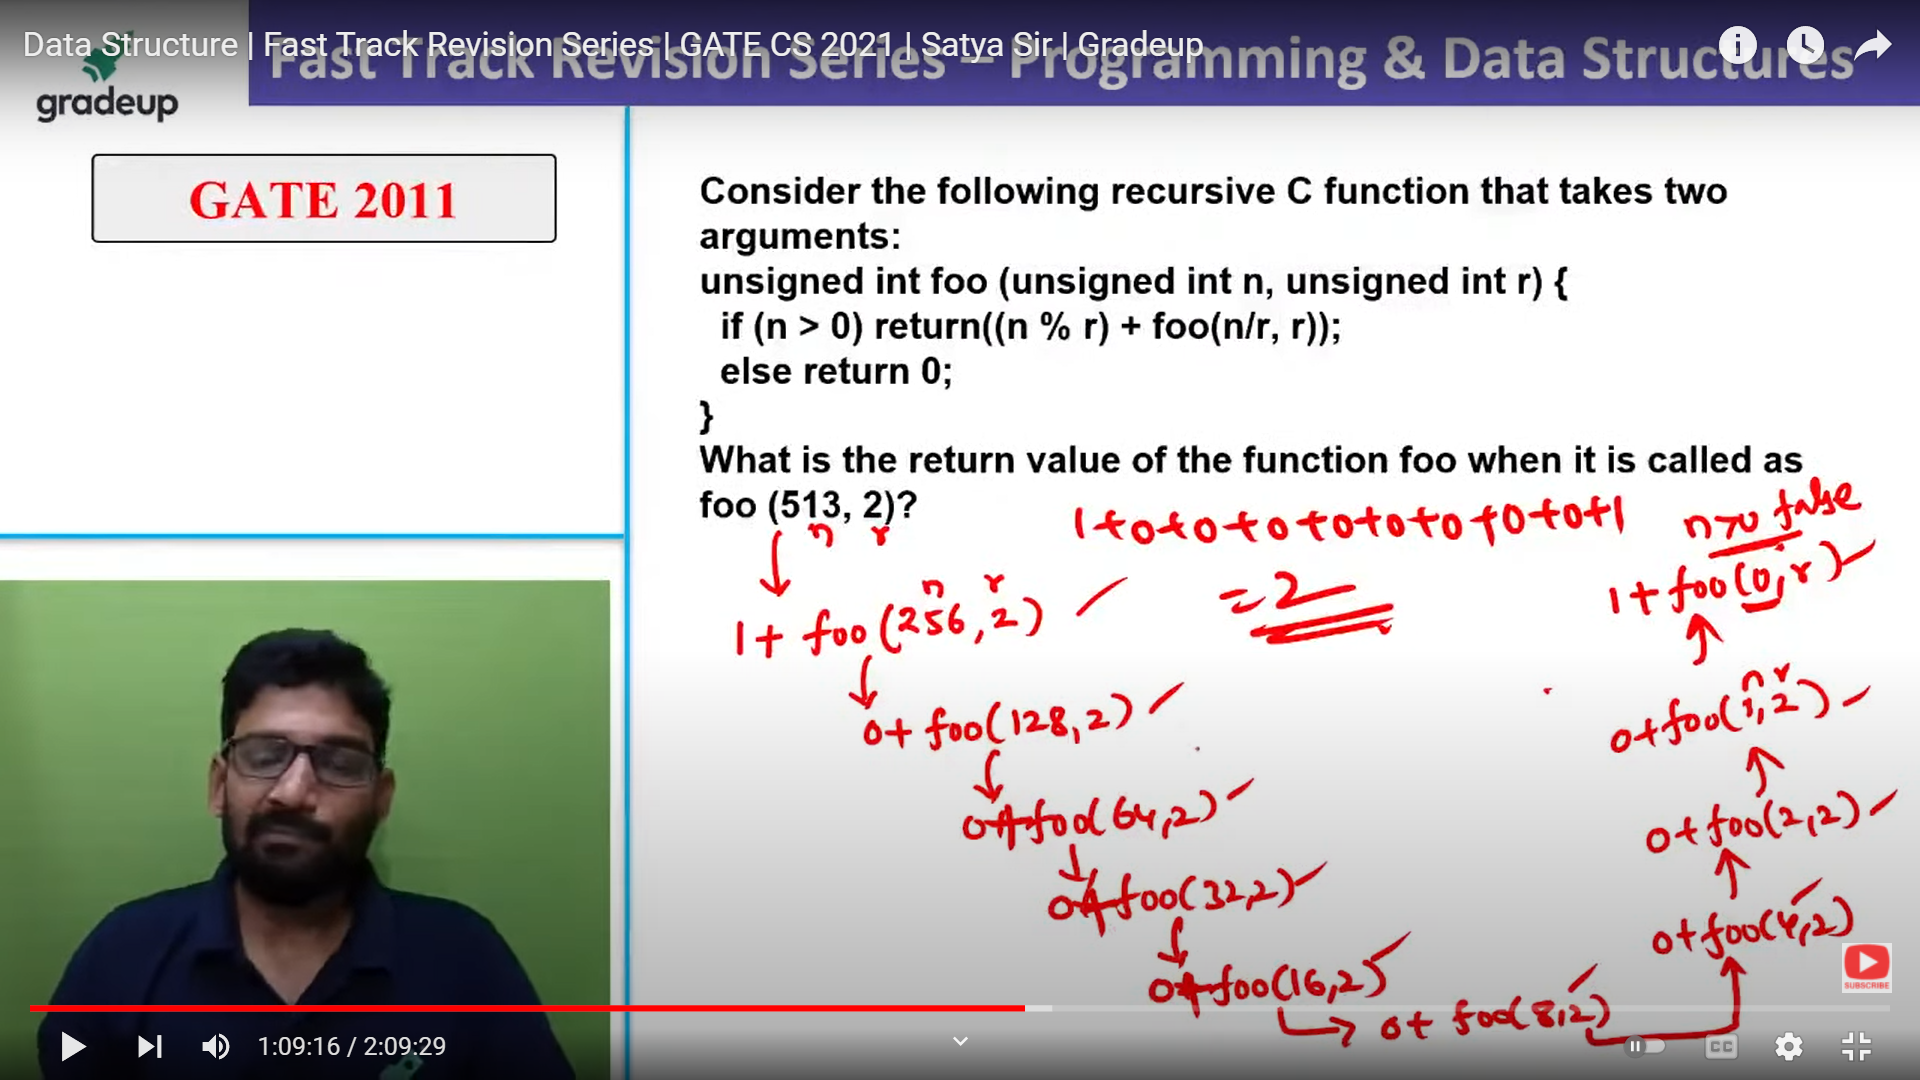 Data Structure | Fast Track Revision Series | GATE CS 2021 | Satya Sir | Gradeup
Fast Track Revision Series – Programming & Data Structures
gradeup
GATE 2011
Consider the following recursive C function that takes two
arguments:
unsigned int foo (unsigned int n, unsigned int r) {
if (n > 0) return((n % r) + foo(n/r, r));
else return 0;
}
What is the return value of the function foo when it is called as
foo (513, 2)?
n r
1+0+0+0+0+0+0+0+0+1
n>0 false
= 2
1+ foo(0,r)
n r
1+ foo(256,2)
n r
0+foo(1,2)
0+ foo(128,2)
0+foo(64,2)
0+foo(2,2)
0+foo(32,2)
0+foo(4,2)
0+foo(16,2)
0+ foo(8,2)
SUBSCRIBE
1:09:16 / 2:09:29
CC